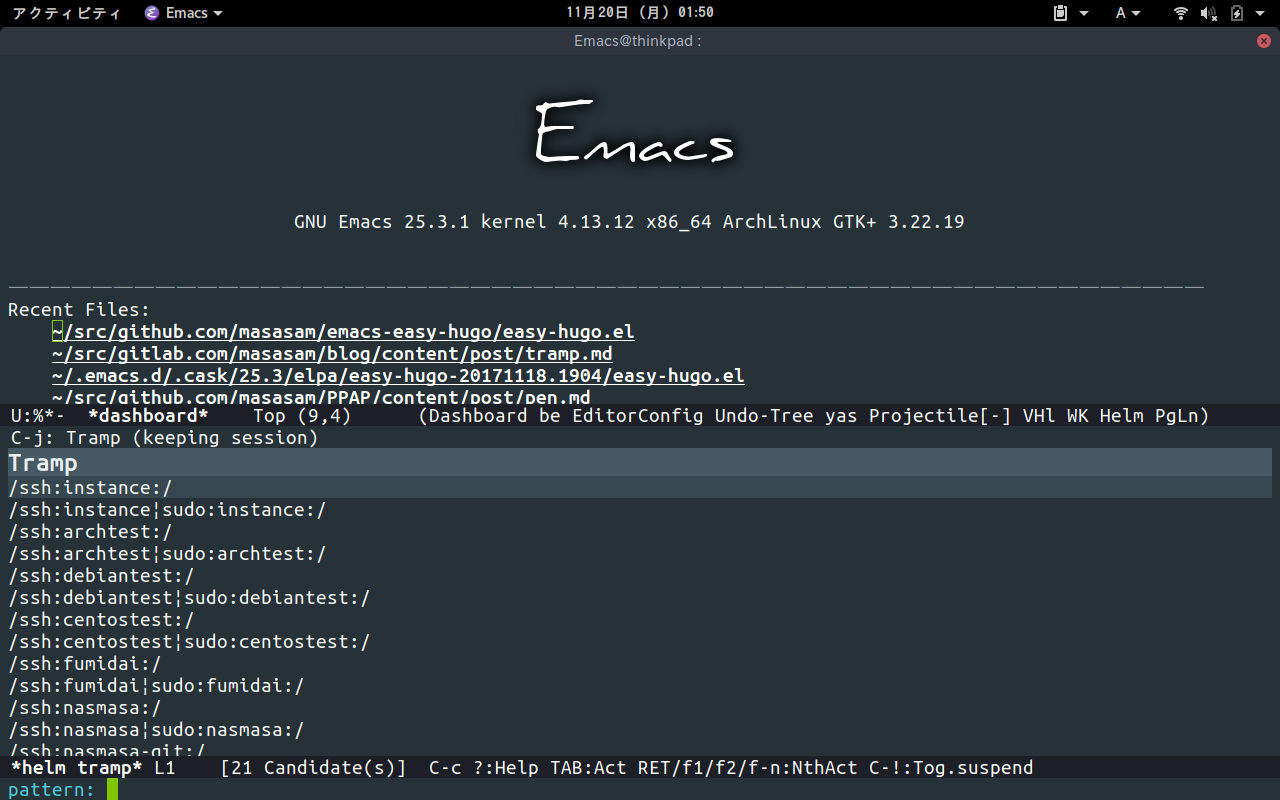 アクティビティ Emacs 11月20日 (月) 01:50 A
Emacs@thinkpad :
Emacs
GNU Emacs 25.3.1 kernel 4.13.12 x86_64 ArchLinux GTK+ 3.22.19
Recent Files:
~/src/github.com/masasam/emacs-easy-hugo/easy-hugo.el
~/src/gitlab.com/masasam/blog/content/post/tramp.md
~/.emacs.d/.cask/25.3/elpa/easy-hugo-20171118.1904/easy-hugo.el
~/src/github.com/masasam/PPAP/content/post/pen.md
U:%*- *dashboard* Top (9,4) (Dashboard be EditorConfig Undo-Tree yas Projectile[-] VHl WK Helm PgLn)
C-j: Tramp (keeping session)
Tramp
/ssh:instance:/
/ssh:instance¦sudo:instance:/
/ssh:archtest:/
/ssh:archtest¦sudo:archtest:/
/ssh:debiantest:/
/ssh:debiantest¦sudo:debiantest:/
/ssh:centostest:/
/ssh:centostest¦sudo:centostest:/
/ssh:fumidai:/
/ssh:fumidai¦sudo:fumidai:/
/ssh:nasmasa:/
/ssh:nasmasa¦sudo:nasmasa:/
/ssh:nasmasa-git:/
*helm tramp* L1 [21 Candidate(s)] C-c ?:Help TAB:Act RET/f1/f2/f-n:NthAct C-!:Tog.suspend
pattern: